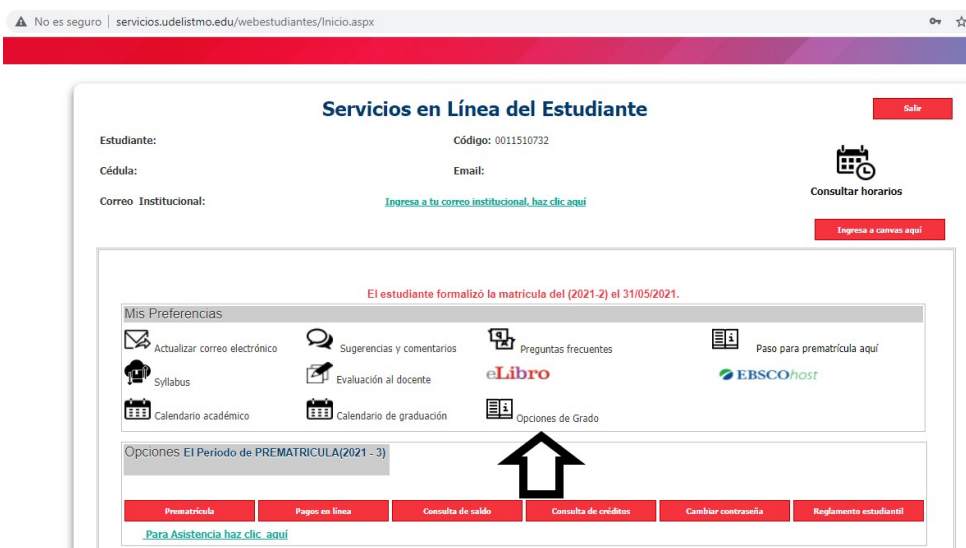 No es seguro | servicios.udelistmo.edu/webestudiantes/Inicio.aspx
Servicios en Línea del Estudiante
Salir
Estudiante:
Código: 0011510732
Cédula:
Email:
Consultar horarios
Correo Institucional:
Ingresa a tu correo institucional, haz clic aquí
Ingresa a canvas aquí
El estudiante formalizó la matrícula del (2021-2) el 31/05/2021.
Mis Preferencias
Actualizar correo electrónico
Sugerencias y comentarios
Preguntas frecuentes
Paso para prematrícula aquí
Syllabus
Evaluación al docente
eLibro
EBSCOhost
Calendario académico
Calendario de graduación
Opciones de Grado
Opciones El Periodo de PREMATRICULA(2021 - 3)
Prematrícula
Pagos en línea
Consulta de saldo
Consulta de créditos
Cambiar contraseña
Reglamento estudiantil
Para Asistencia haz clic aquí